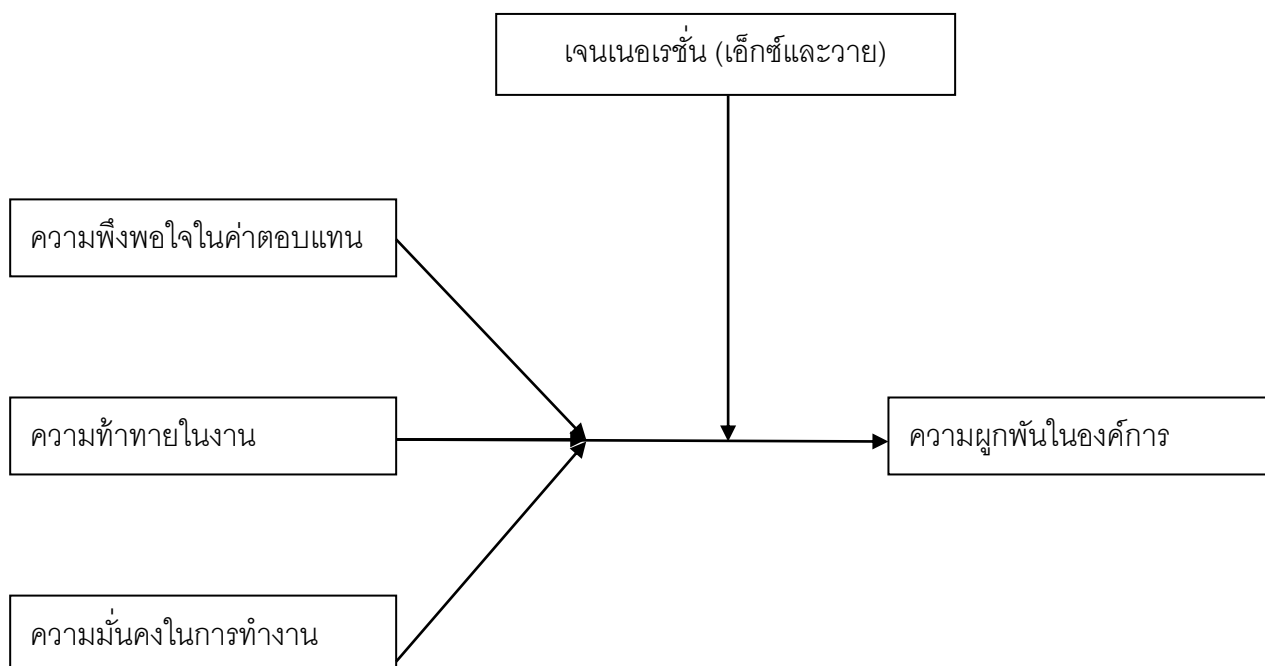 เจนเนอเรชั่น (เอ็กซ์และวาย)
ความพึงพอใจในค่าตอบแทน
ความท้าทายในงาน
ความผูกพันในองค์การ
ความมั่นคงในการทำงาน